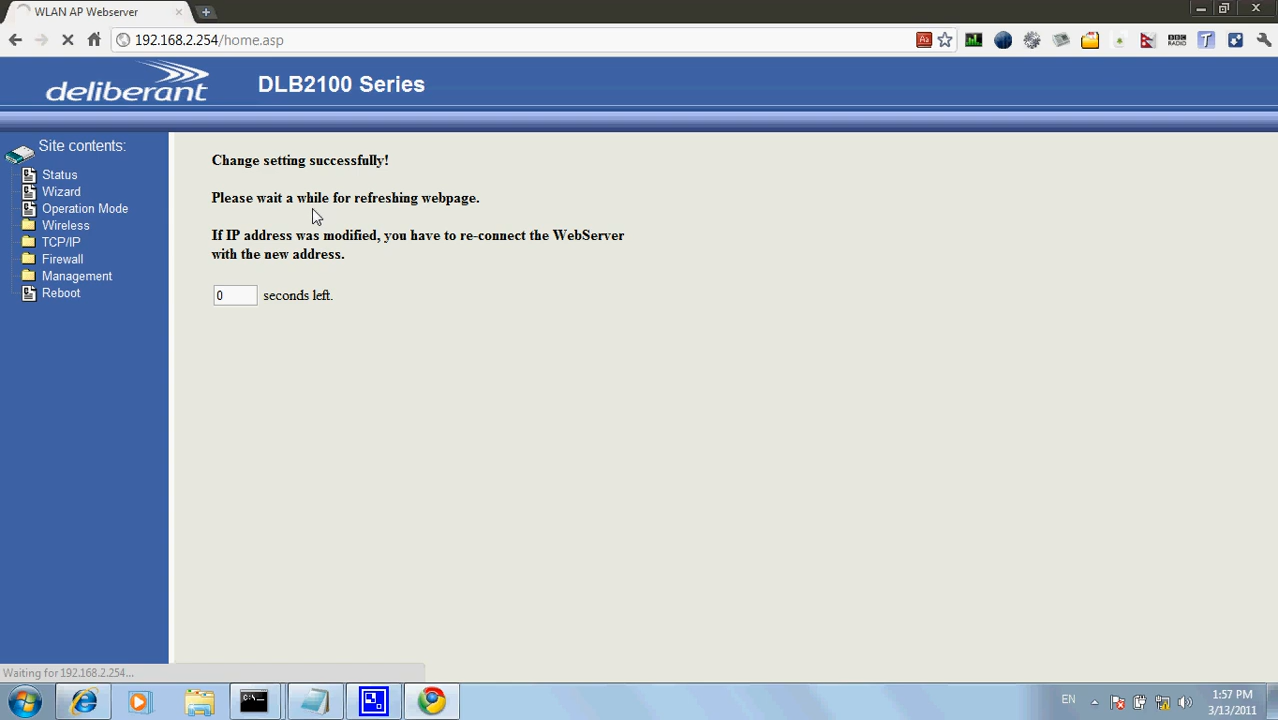 WLAN AP Webserver
192.168.2.254/home.asp
Aa
BBC
RADIO
T
deliberant
DLB2100 Series
Site contents:
Status
Wizard
Operation Mode
Wireless
TCP/IP
Firewall
Management
Reboot
Change setting successfully!
Please wait a while for refreshing webpage.
If IP address was modified, you have to re-connect the WebServer
with the new address.
0 seconds left.
Waiting for 192.168.2.254...
C:\
EN
1:57 PM
3/13/2011